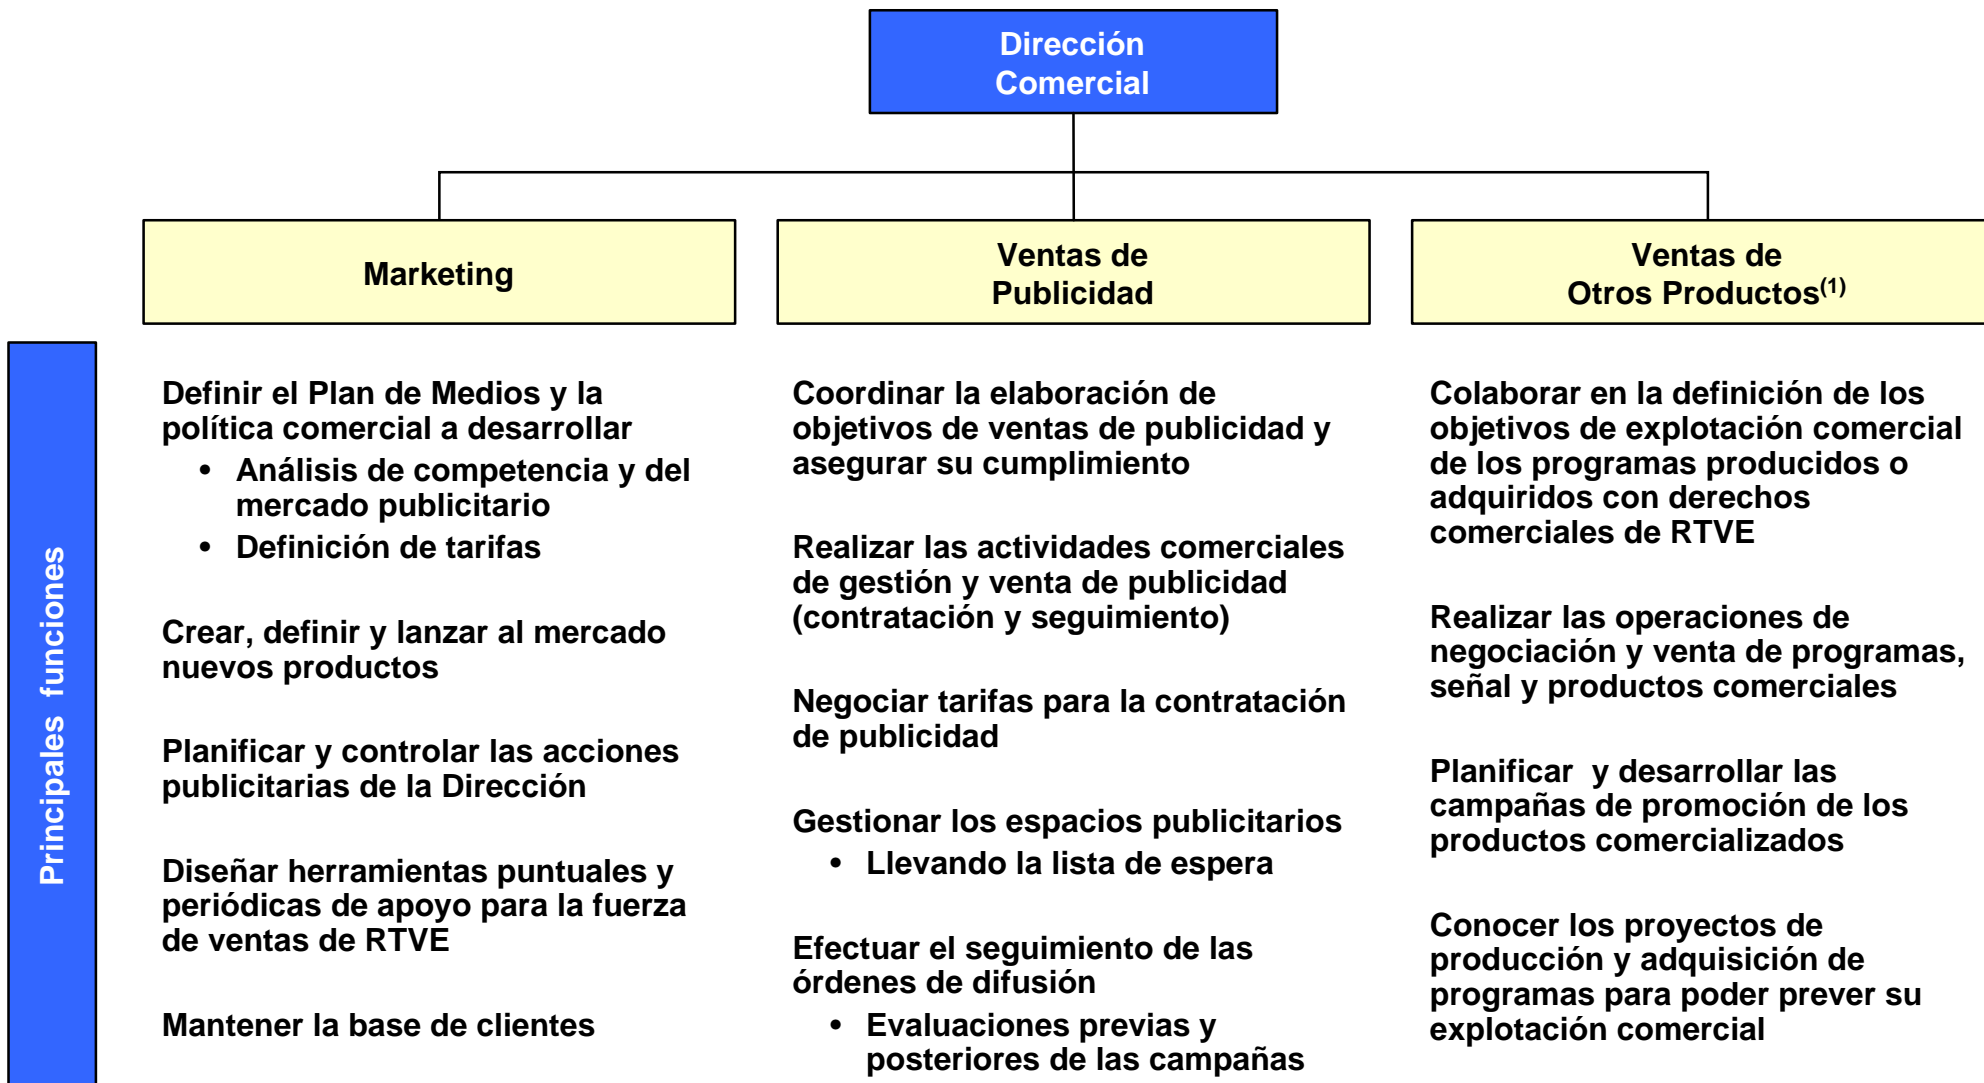 Dirección
Comercial
Marketing
Ventas de
Publicidad
Ventas de
Otros Productos(1)
Principales funciones
Definir el Plan de Medios y la
política comercial a desarrollar
• Análisis de competencia y del
mercado publicitario
• Definición de tarifas
Crear, definir y lanzar al mercado
nuevos productos
Planificar y controlar las acciones
publicitarias de la Dirección
Diseñar herramientas puntuales y
periódicas de apoyo para la fuerza
de ventas de RTVE
Mantener la base de clientes
Coordinar la elaboración de
objetivos de ventas de publicidad y
asegurar su cumplimiento
Realizar las actividades comerciales
de gestión y venta de publicidad
(contratación y seguimiento)
Negociar tarifas para la contratación
de publicidad
Gestionar los espacios publicitarios
• Llevando la lista de espera
Efectuar el seguimiento de las
órdenes de difusión
• Evaluaciones previas y
posteriores de las campañas
Colaborar en la definición de los
objetivos de explotación comercial
de los programas producidos o
adquiridos con derechos
comerciales de RTVE
Realizar las operaciones de
negociación y venta de programas,
señal y productos comerciales
Planificar y desarrollar las
campañas de promoción de los
productos comercializados
Conocer los proyectos de
producción y adquisición de
programas para poder prever su
explotación comercial